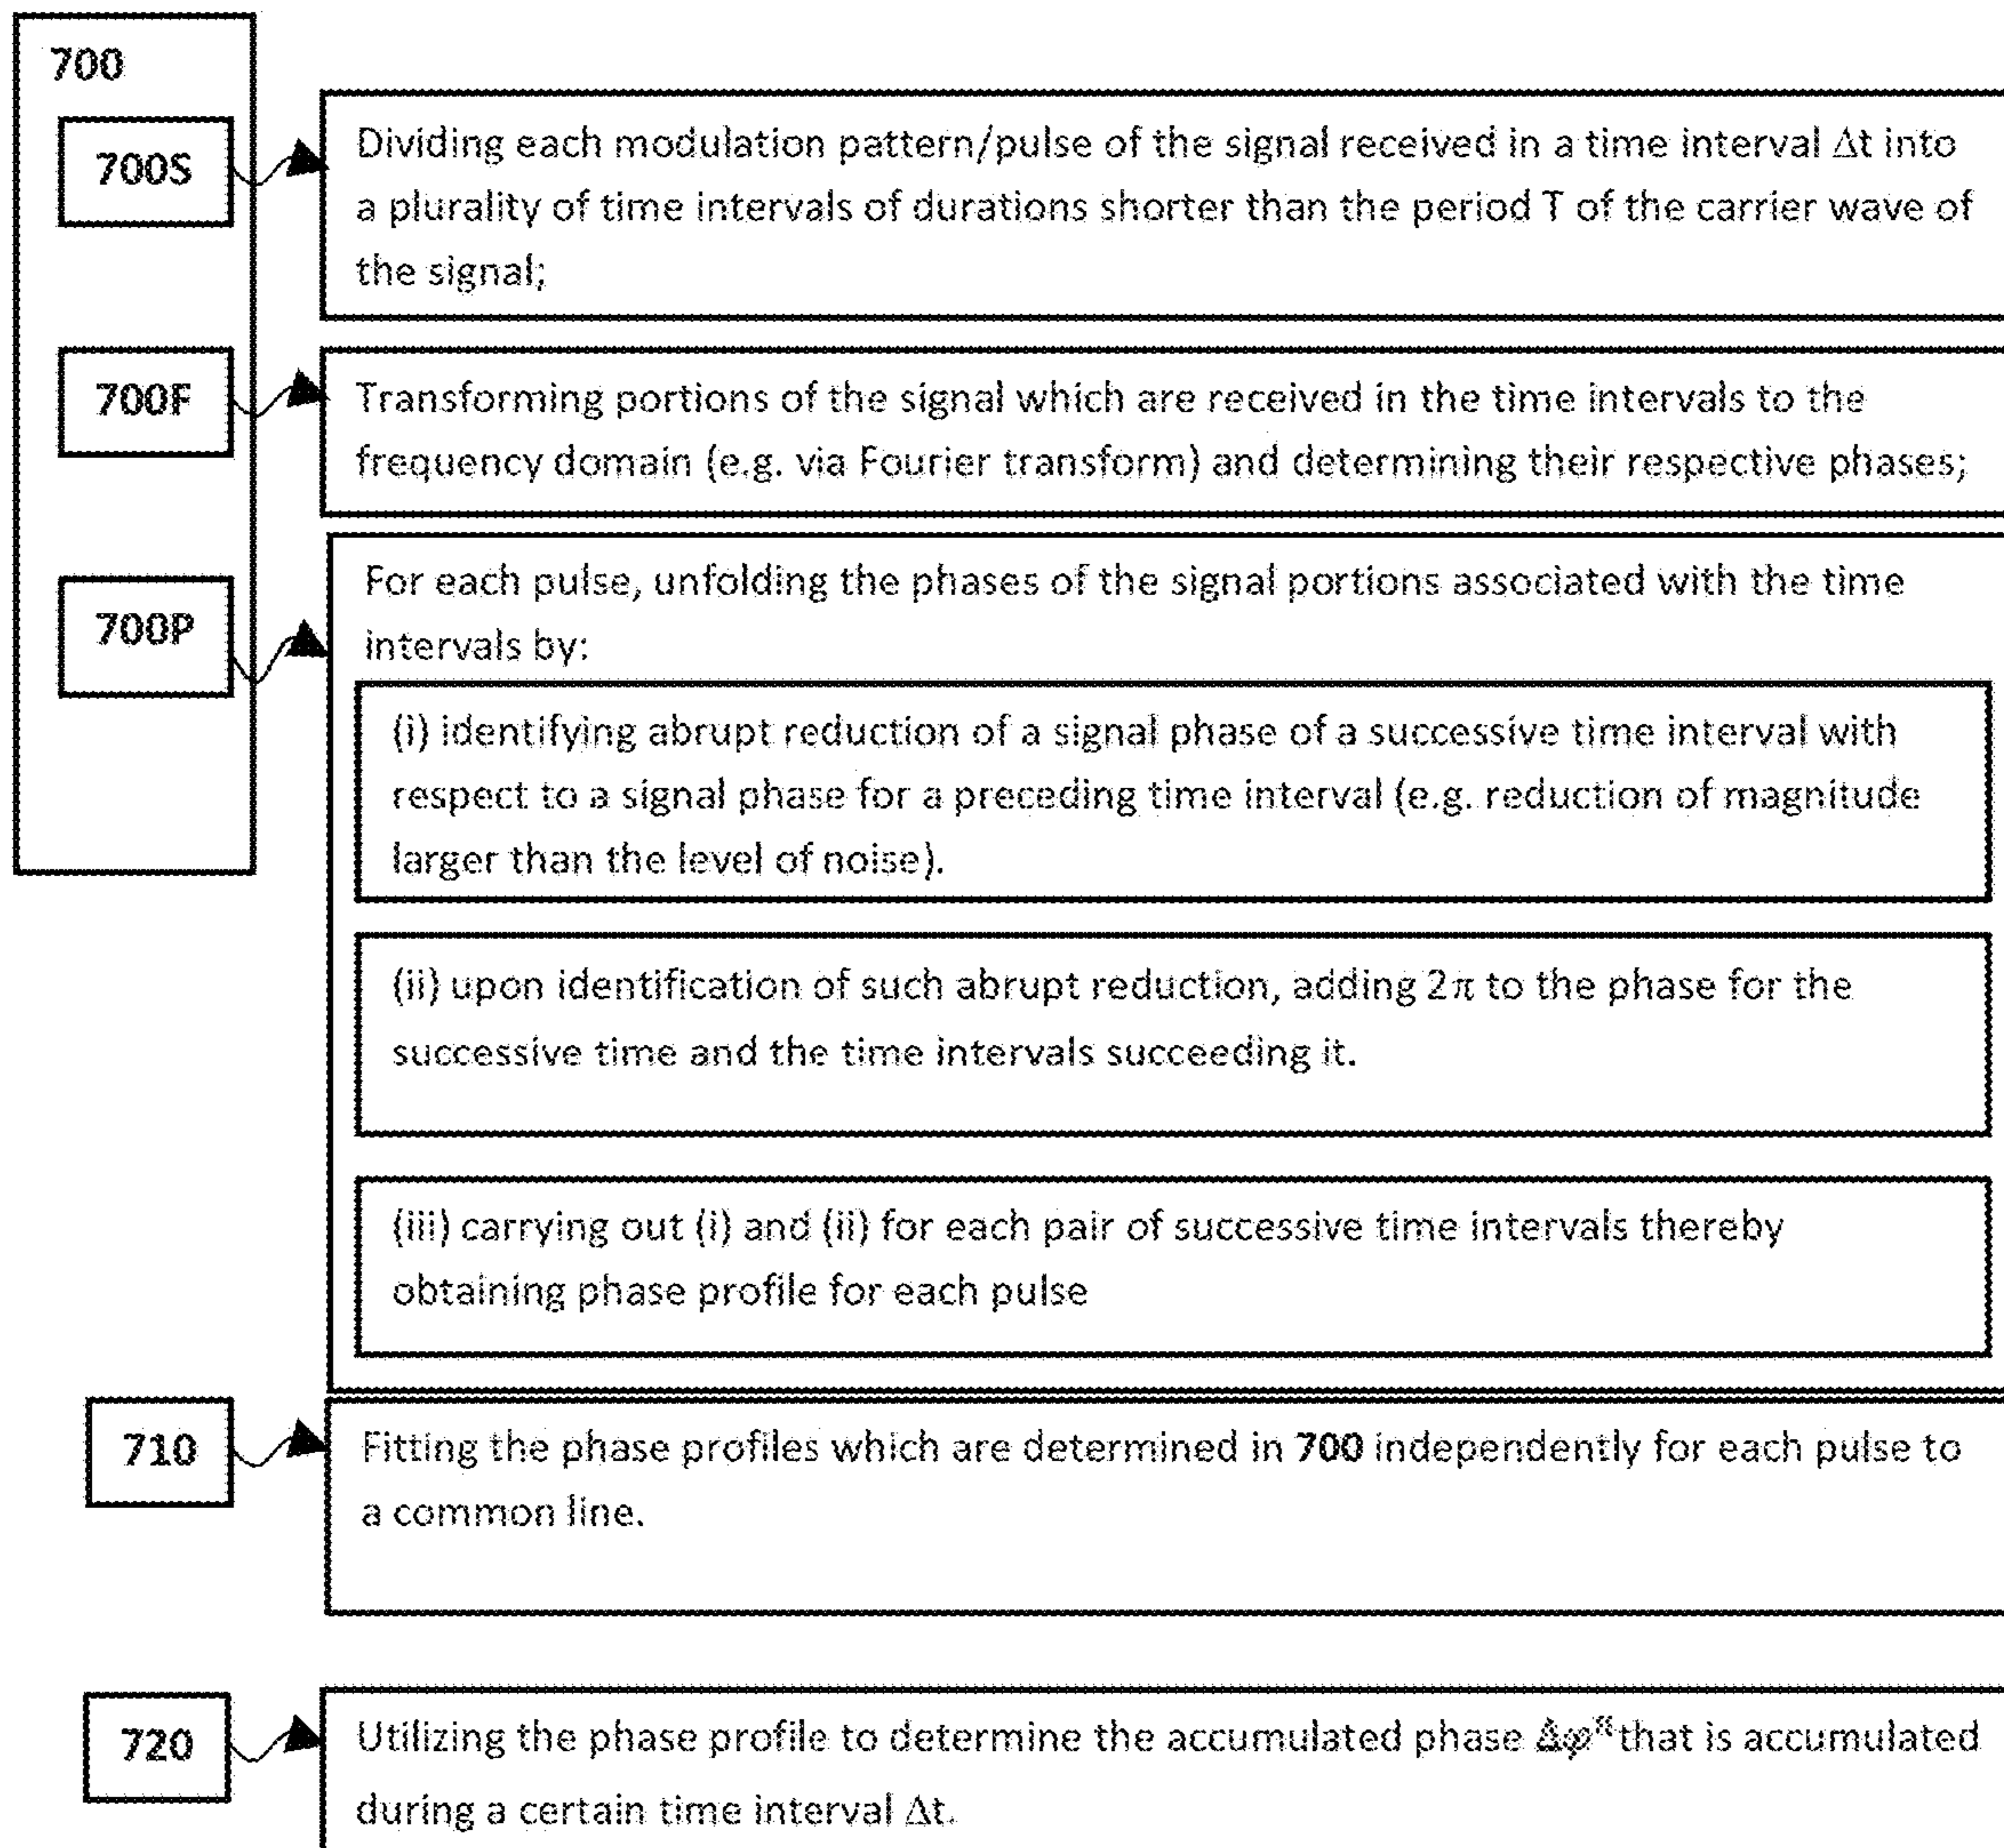 700
700S
Dividing each modulation pattern/pulse of the signal received in a time interval Δt into
a plurality of time intervals of durations shorter than the period T of the carrier wave of
the signal;
700F
Transforming portions of the signal which are received in the time intervals to the
frequency domain (e.g. via Fourier transform) and determining their respective phases;
700P
For each pulse, unfolding the phases of the signal portions associated with the time
intervals by:
(i) identifying abrupt reduction of a signal phase of a successive time interval with
respect to a signal phase for a preceding time interval (e.g. reduction of magnitude
larger than the level of noise).
(ii) upon identification of such abrupt reduction, adding 2π to the phase for the
successive time and the time intervals succeeding it.
(iii) carrying out (i) and (ii) for each pair of successive time intervals thereby
obtaining phase profile for each pulse
710
Fitting the phase profiles which are determined in 700 independently for each pulse to
a common line.
720
Utilizing the phase profile to determine the accumulated phase that is accumulated
during a certain time interval Δt.